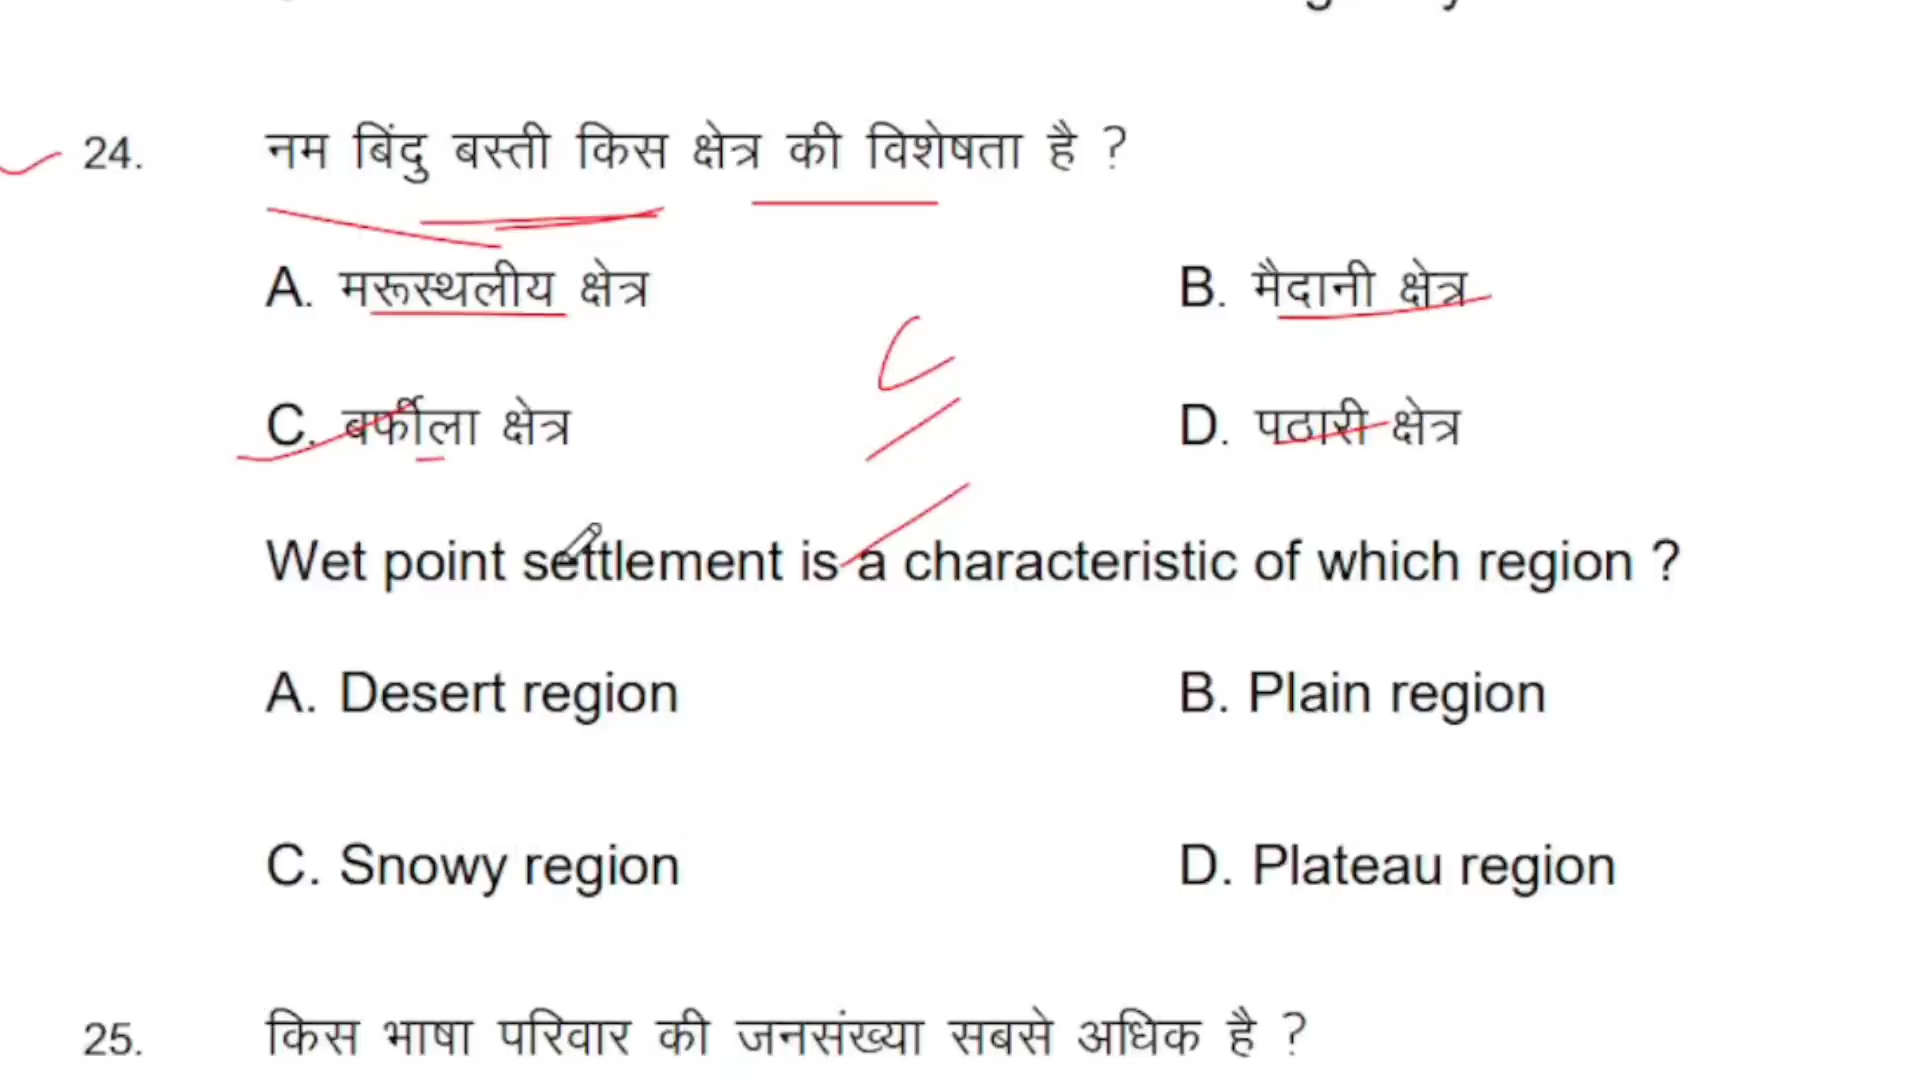 24. नम बिंदु बस्ती किस क्षेत्र की विशेषता है ?
A. मरूस्थलीय क्षेत्र B. मैदानी क्षेत्र
C
C. बर्फीला क्षेत्र D. पठारी क्षेत्र
Wet point settlement is a characteristic of which region ?
A. Desert region B. Plain region
C. Snowy region D. Plateau region
25. किस भाषा परिवार की जनसंख्या सबसे अधिक है ?